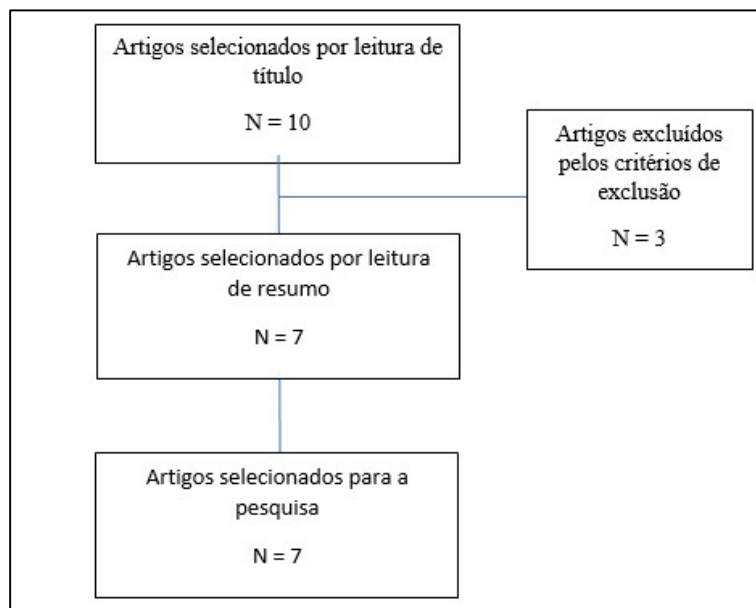 Artigos selecionados por leitura de
título
N = 10
Artigos excluídos
pelos critérios de
exclusão
N = 3
Artigos selecionados por leitura
de resumo
N = 7
Artigos selecionados para a
pesquisa
N = 7